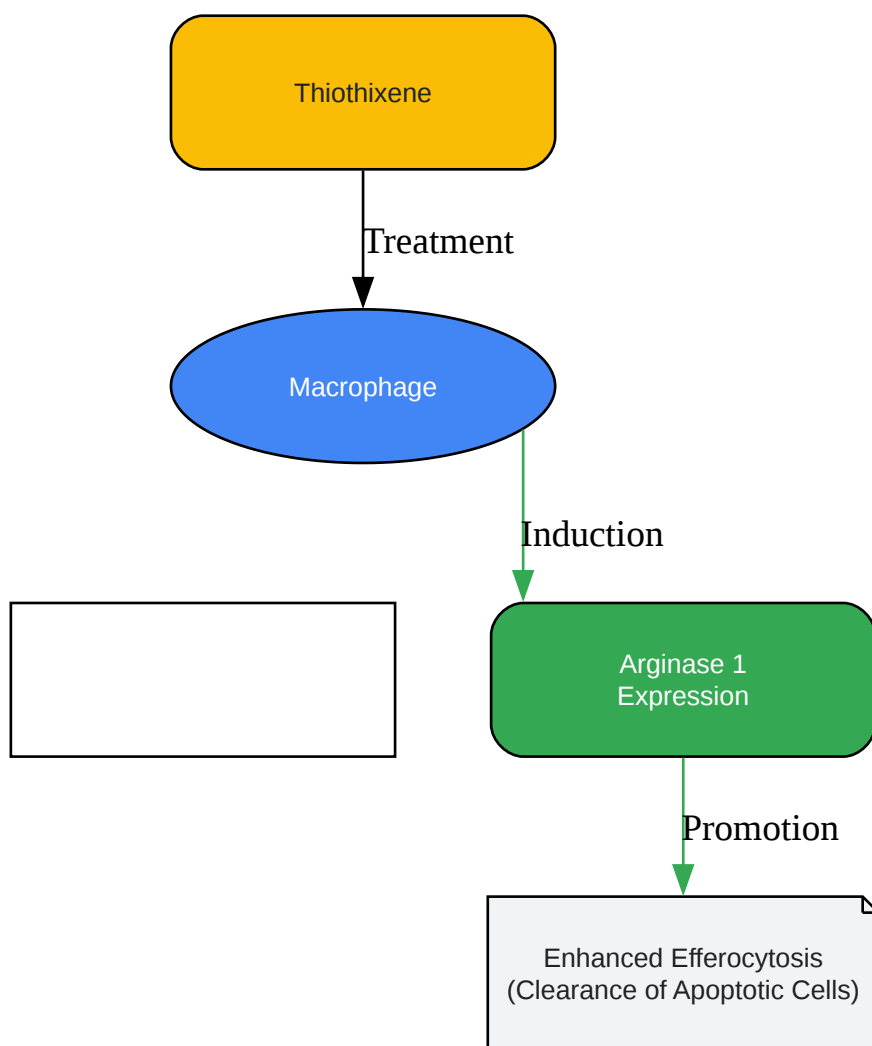 Thiothixene
Treatment
Macrophage
Induction
Arginase 1
Expression
Promotion
Enhanced Efferocytosis
(Clearance of Apoptotic Cells)